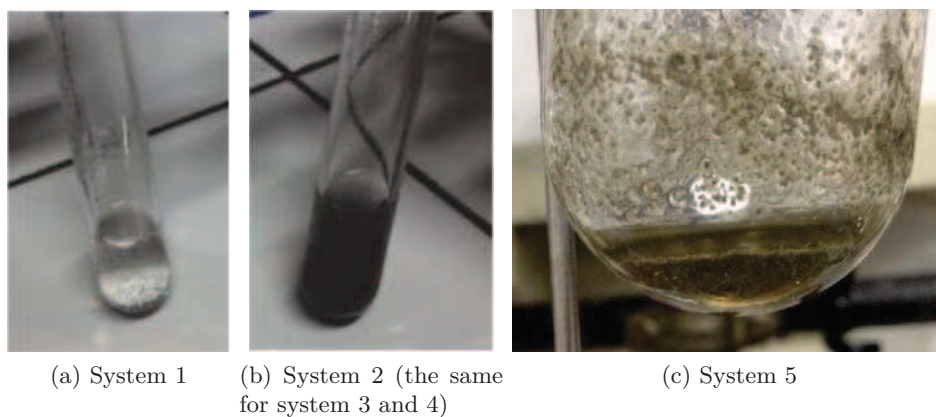 (a) System 1
(b) System 2 (the same
for system 3 and 4)
(c) System 5